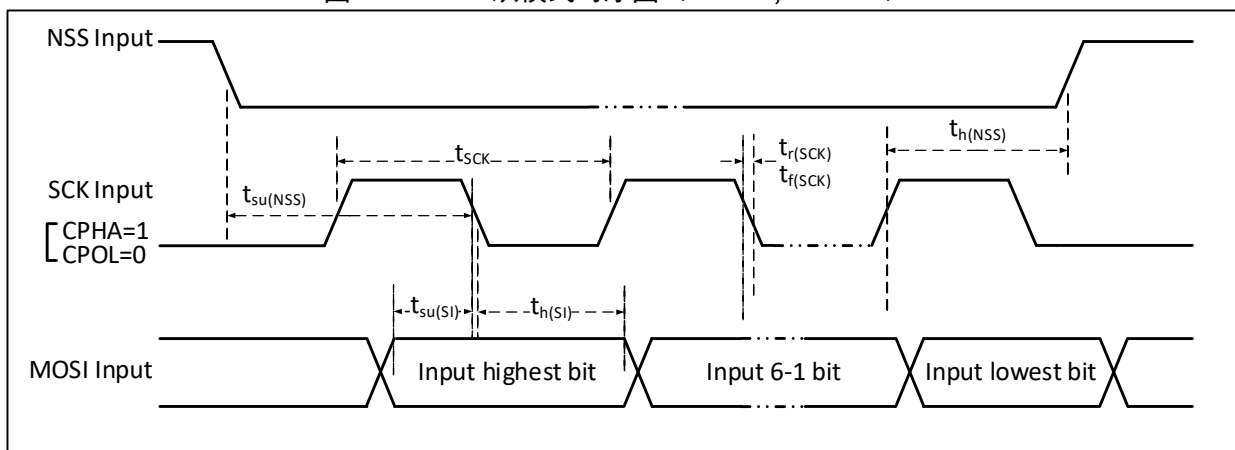 NSS Input
t_h(NSS)
t_SCK
t_r(SCK)
t_f(SCK)
SCK Input
t_su(NSS)
CPHA=1
CPOL=0
t_su(SI)
t_h(SI)
MOSI Input
Input highest bit
Input 6-1 bit
Input lowest bit